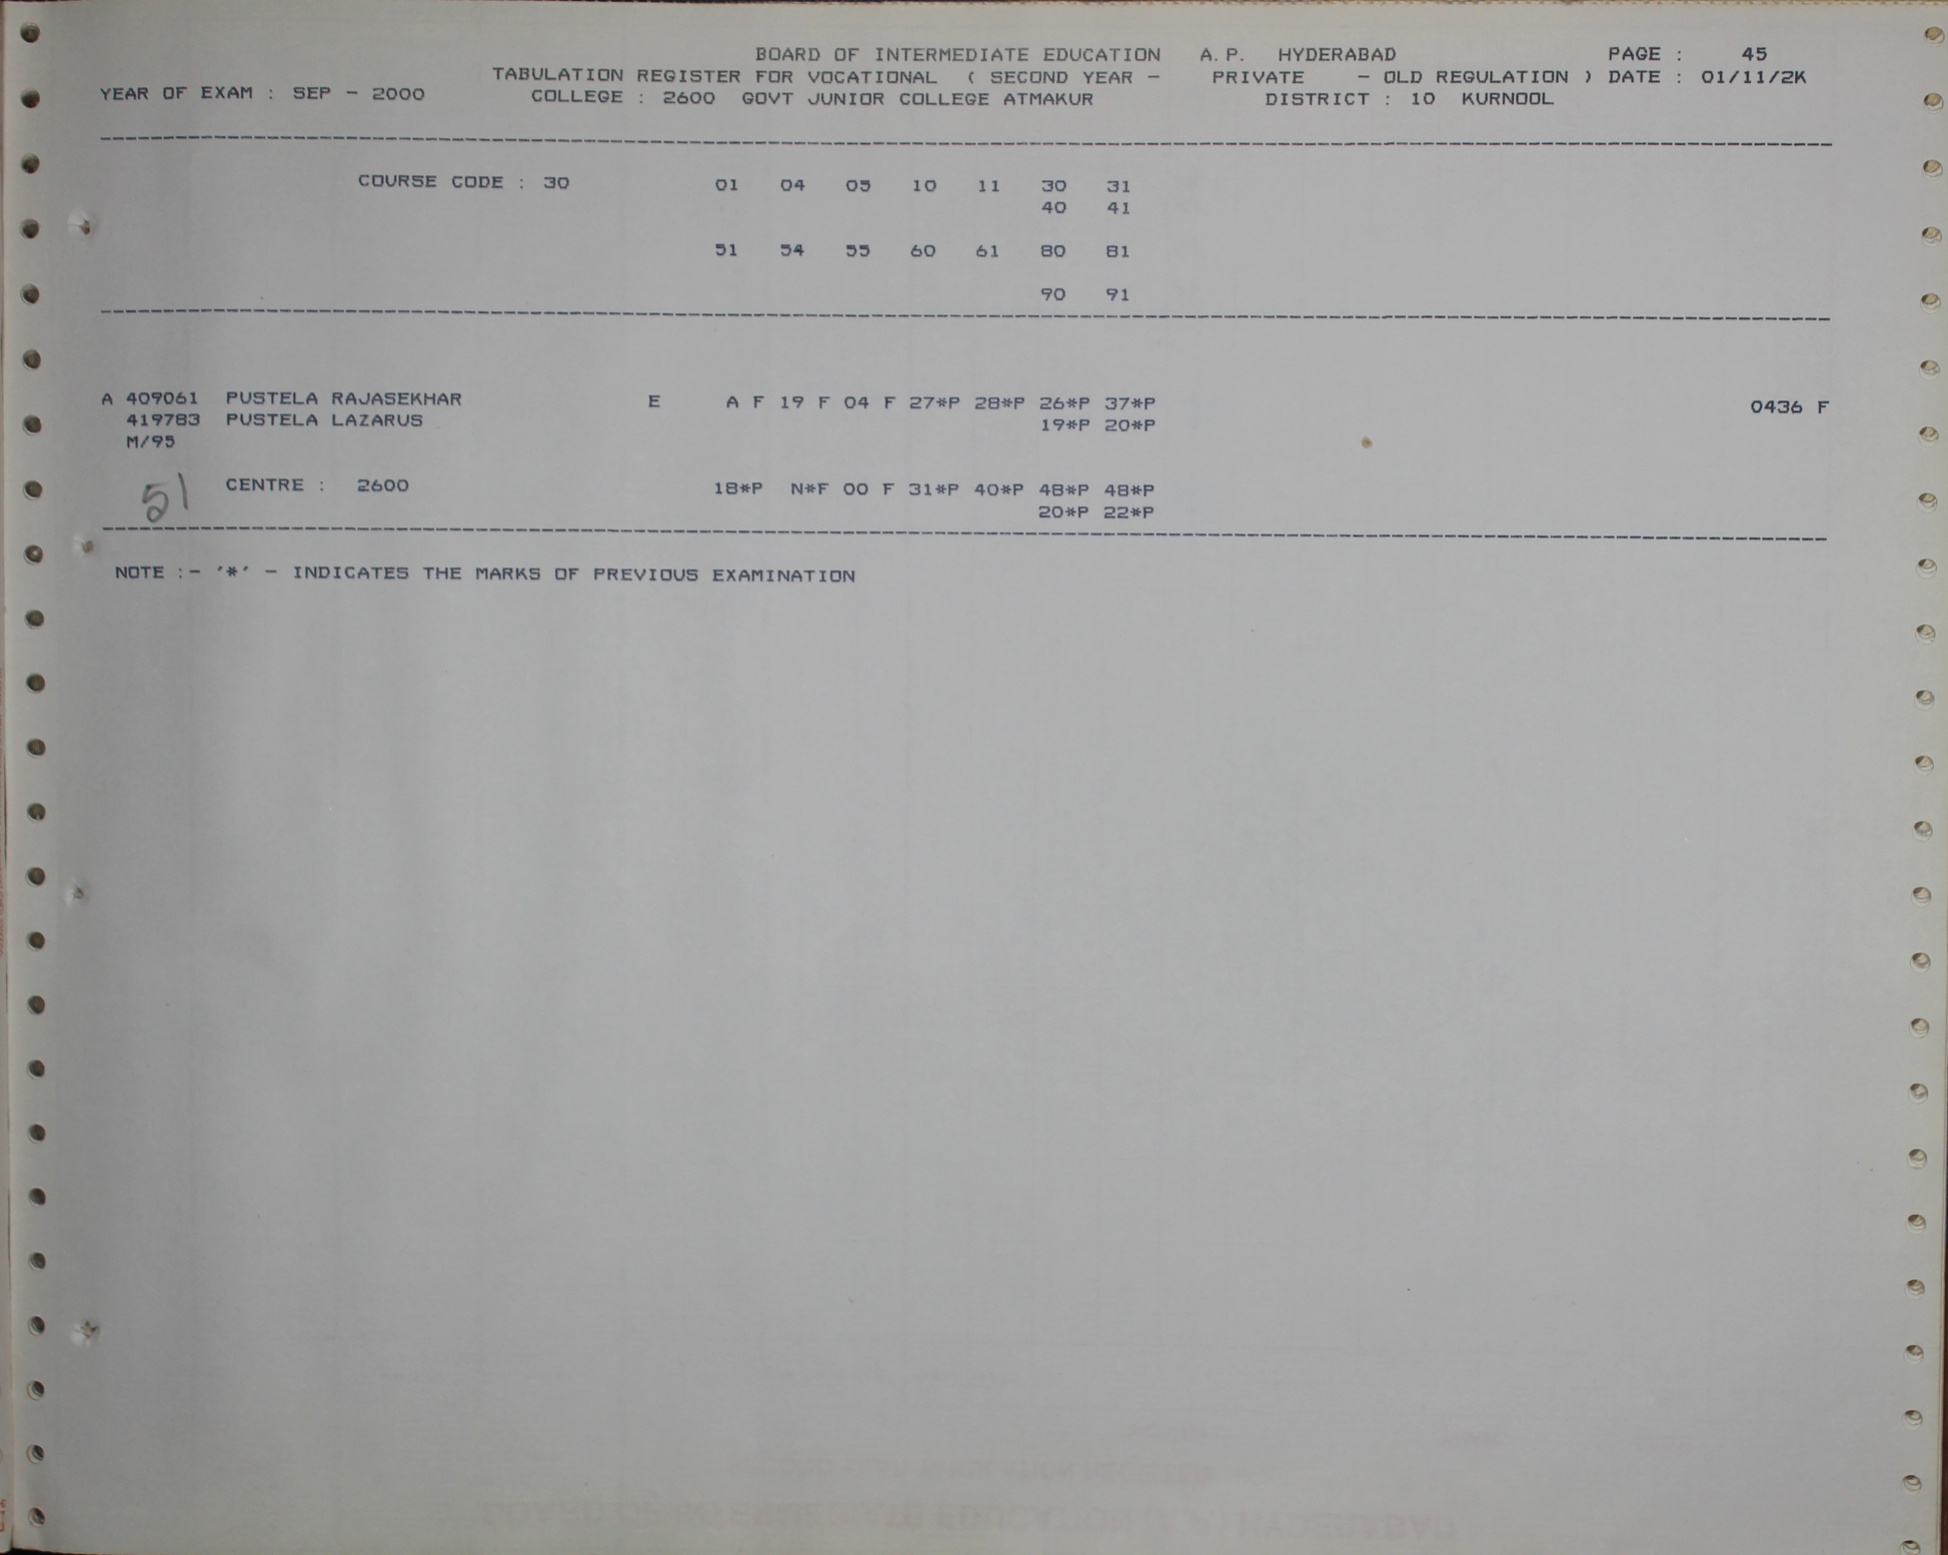 BOARD OF INTERMEDIATE EDUCATION A.P. HYDERABAD PAGE : 45
TABULATION REGISTER FOR VOCATIONAL ( SECOND YEAR - PRIVATE - OLD REGULATION ) DATE : 01/11/2K
YEAR OF EXAM : SEP - 2000 COLLEGE : 2600 GOVT JUNIOR COLLEGE ATMAKUR DISTRICT : 10 KURNOOL
COURSE CODE : 30 01 04 05 10 11 30 31
40 41
51 54 55 60 61 80 81
90 91
A 409061 PUSTELA RAJASEKHAR E A F 19 F 04 F 27*P 28*P 26*P 37*P 0436 F
419783 PUSTELA LAZARUS 19*P 20*P
M/95
51 CENTRE : 2600 18*P N*F 00 F 31*P 40*P 48*P 48*P
20*P 22*P
NOTE :- '*' - INDICATES THE MARKS OF PREVIOUS EXAMINATION